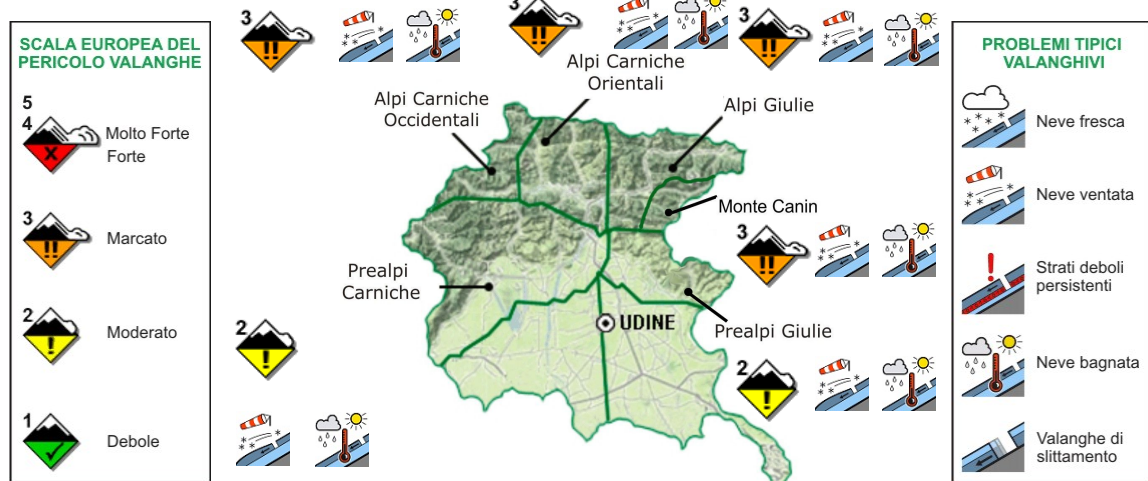 SCALA EUROPEA DEL
PERICOLO VALANGHE
5
4
Molto Forte
Forte
3
Marcato
2
Moderato
1
Debole
3
3
3
Alpi Carniche
Orientali
Alpi Carniche
Occidentali
Alpi Giulie
Monte Canin
3
Prealpi
Carniche
UDINE
Prealpi Giulie
2
2
PROBLEMI TIPICI
VALANGHIVI
Neve fresca
Neve ventata
Strati deboli
persistenti
Neve bagnata
Valanghe di
slittamento